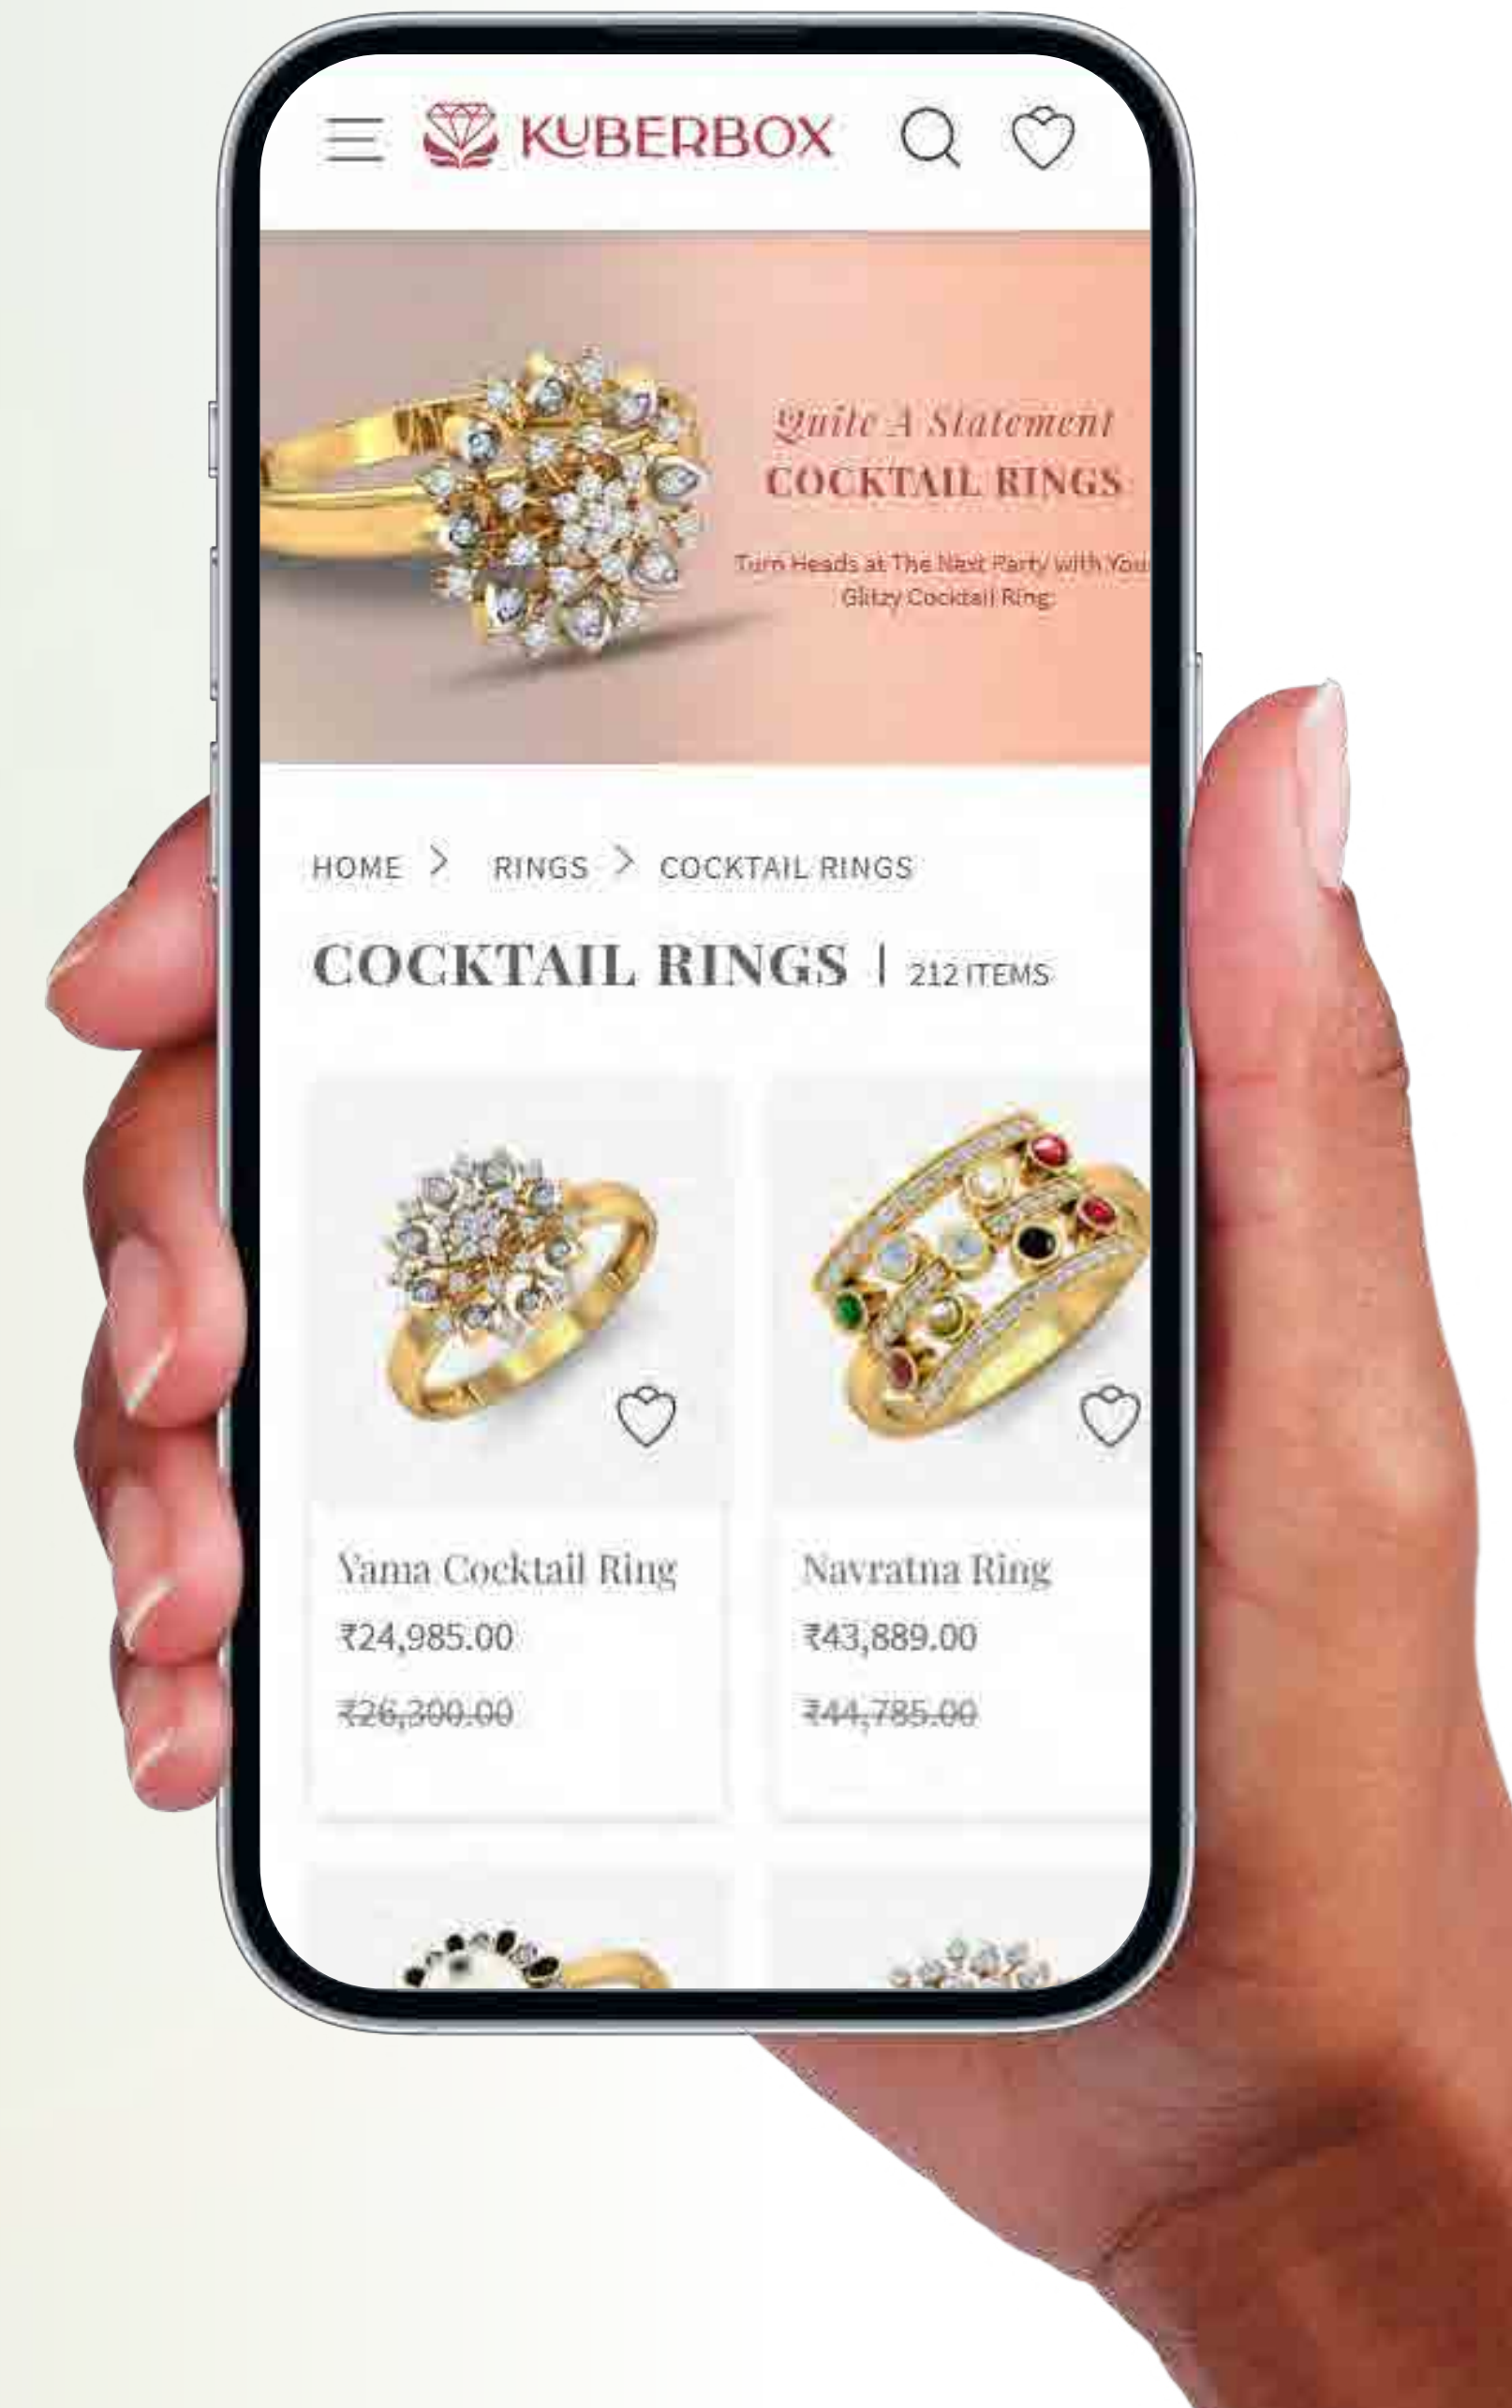 KUBERBOX
Quite A Statement
COCKTAIL RINGS
Turn Heads at The Next Party with Your
Glitzy Cocktail Ring.
HOME > RINGS > COCKTAIL RINGS
COCKTAIL RINGS | 212 ITEMS
Yama Cocktail Ring
₹24,985.00
₹26,300.00
Navratna Ring
₹43,889.00
₹44,785.00